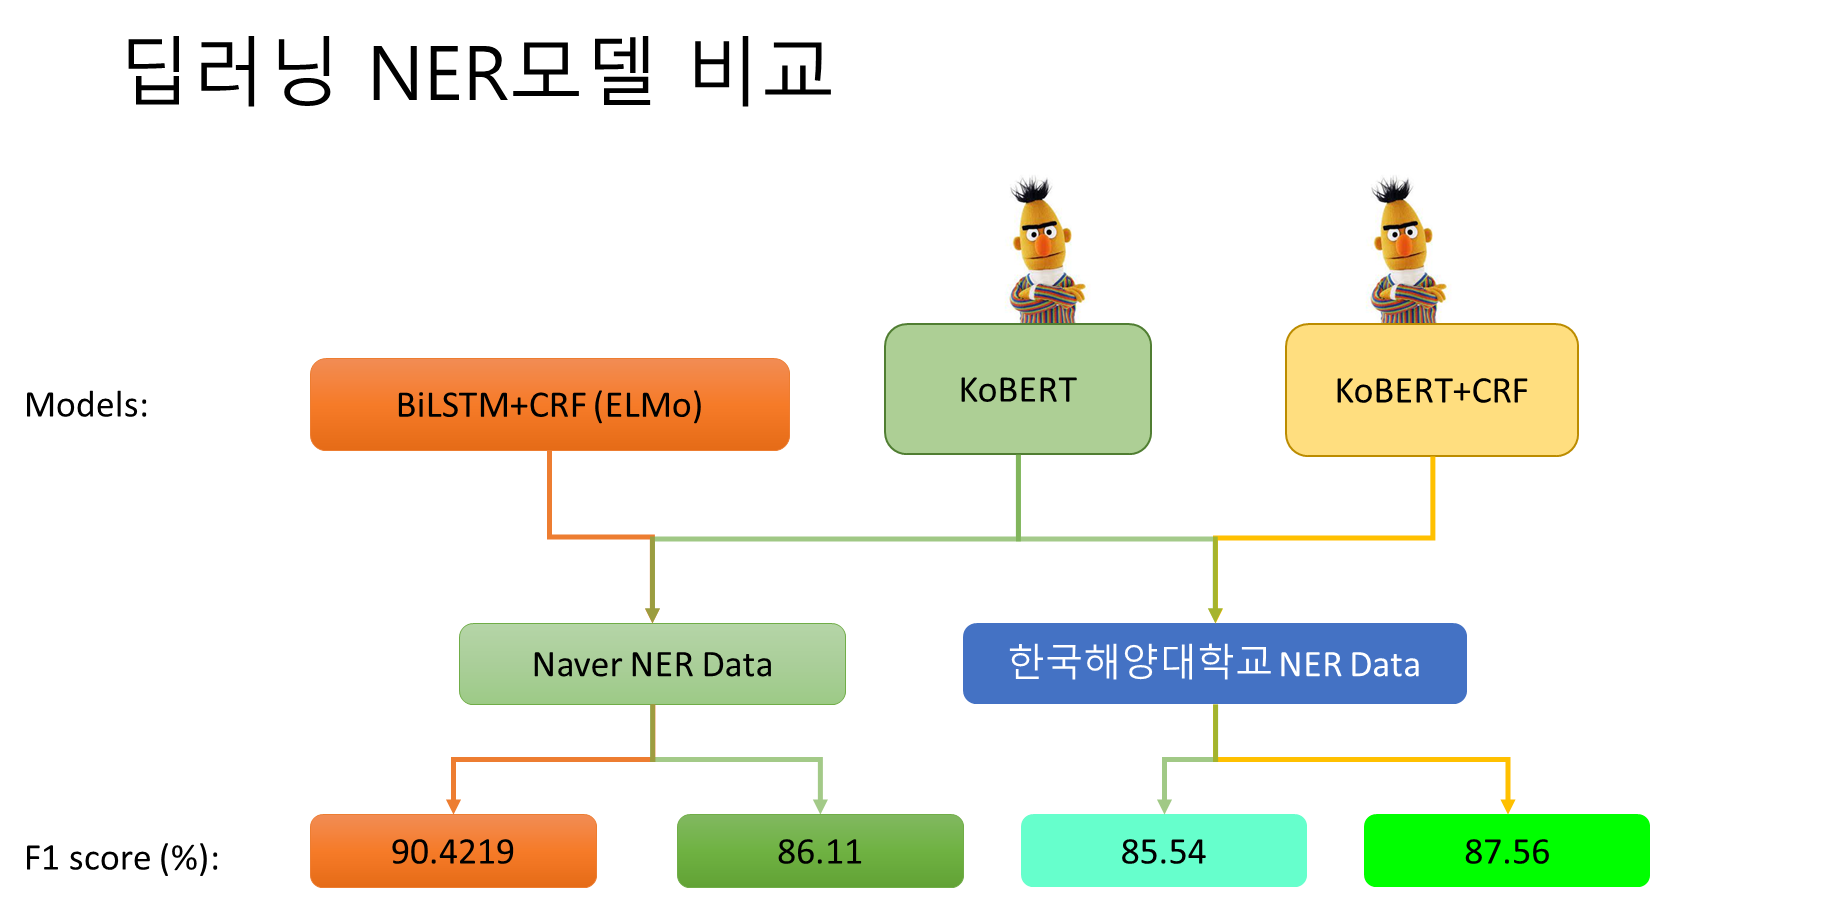 딥러닝 NER모델 비교
Models:
BiLSTM+CRF (ELMo)
KoBERT
KoBERT+CRF
Naver NER Data
한국해양대학교 NER Data
F1 score (%):
90.4219
86.11
85.54
87.56